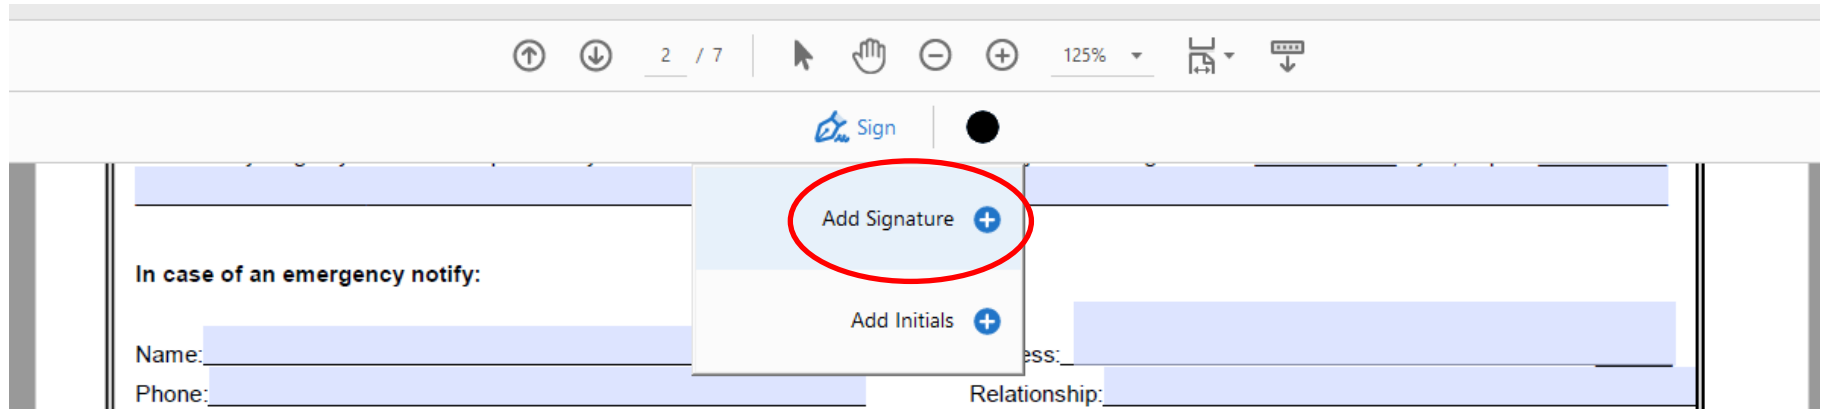 2 / 7 125%
Sign
Add Signature
In case of an emergency notify:
Add Initials
Name: ess:
Phone: Relationship: